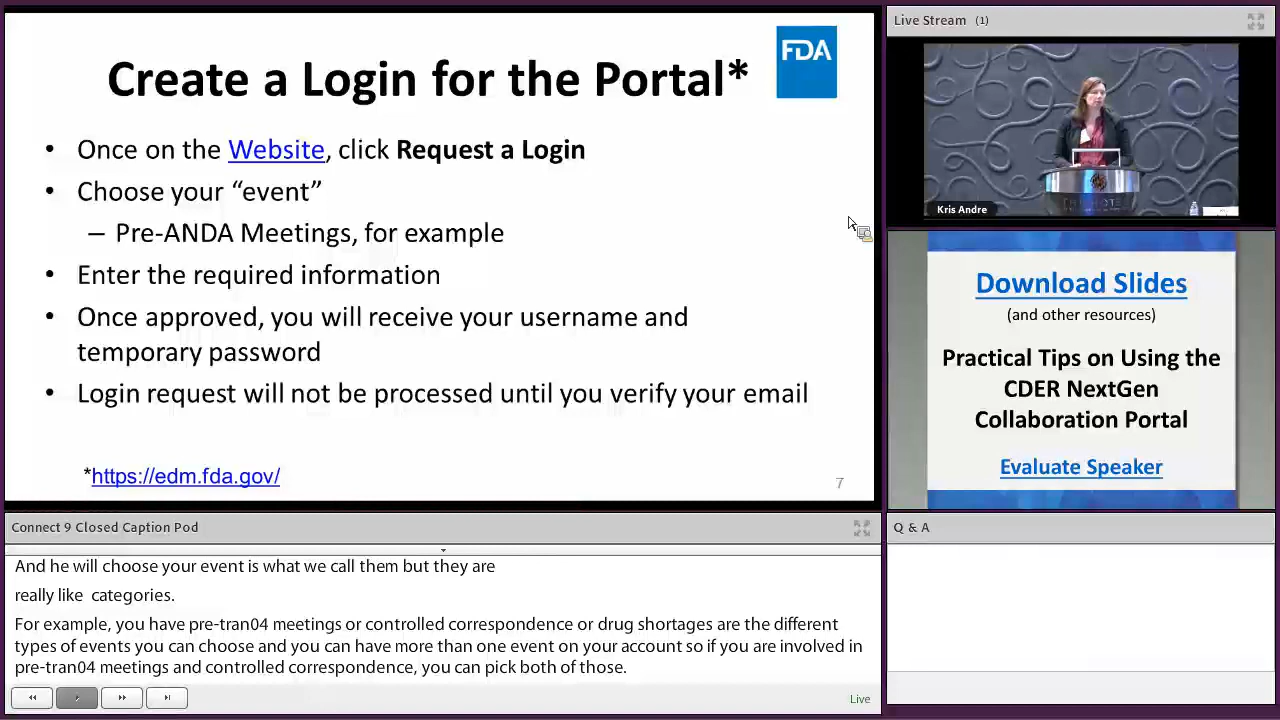 FDA
Create a Login for the Portal*
• Once on the Website, click Request a Login
• Choose your “event”
– Pre-ANDA Meetings, for example
• Enter the required information
• Once approved, you will receive your username and
temporary password
• Login request will not be processed until you verify your email
*https://edm.fda.gov/
7
Live Stream (1)
Kris Andre
Download Slides
(and other resources)
Practical Tips on Using the
CDER NextGen
Collaboration Portal
Evaluate Speaker
Connect 9 Closed Caption Pod
And he will choose your event is what we call them but they are
really like categories.
For example, you have pre-tran04 meetings or controlled correspondence or drug shortages are the different
types of events you can choose and you can have more than one event on your account so if you are involved in
pre-tran04 meetings and controlled correspondence, you can pick both of those.
Live
Q & A